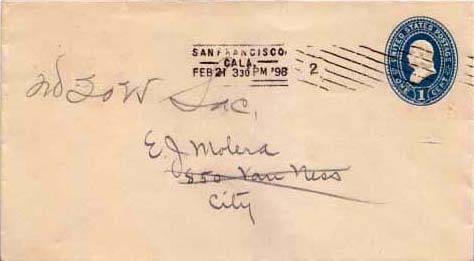 SAN FRANCISCO,
CALA.
FEB 21 330 PM '98
2
UNITED STATES POSTAGE
ONE CENT
1
Sac,
E. J Molera
850 Van Ness
City